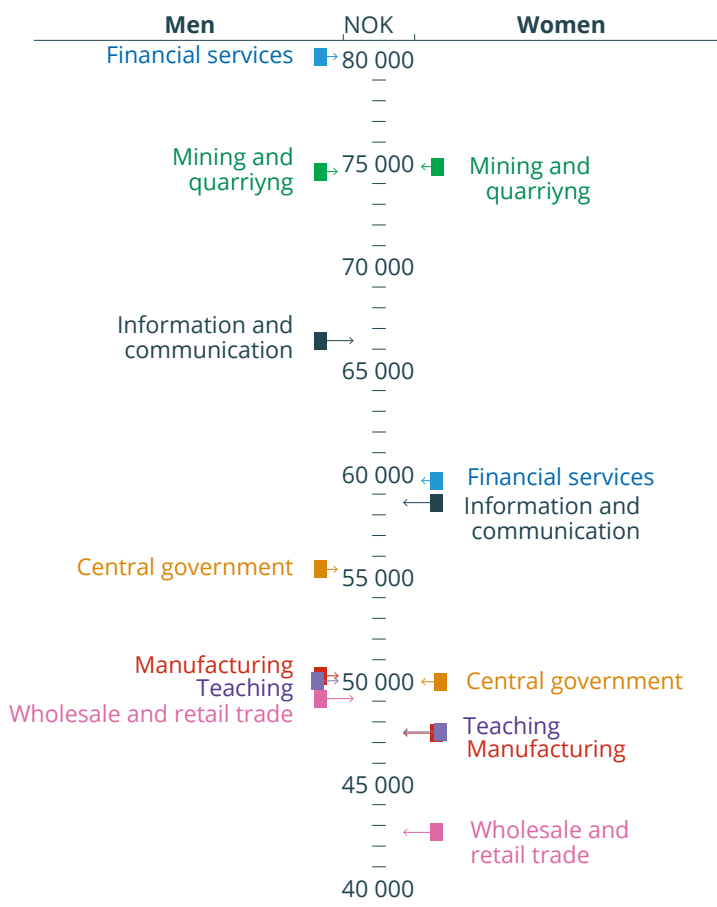 Men NOK Women
Financial services
80 000
Mining and
quarriyng
75 000
Mining and
quarriyng
70 000
Information and
communication
65 000
60 000
Financial services
Information and
communication
Central government
55 000
Manufacturing
Teaching
Wholesale and retail trade
50 000
Central government
Teaching
Manufacturing
45 000
Wholesale and
retail trade
40 000